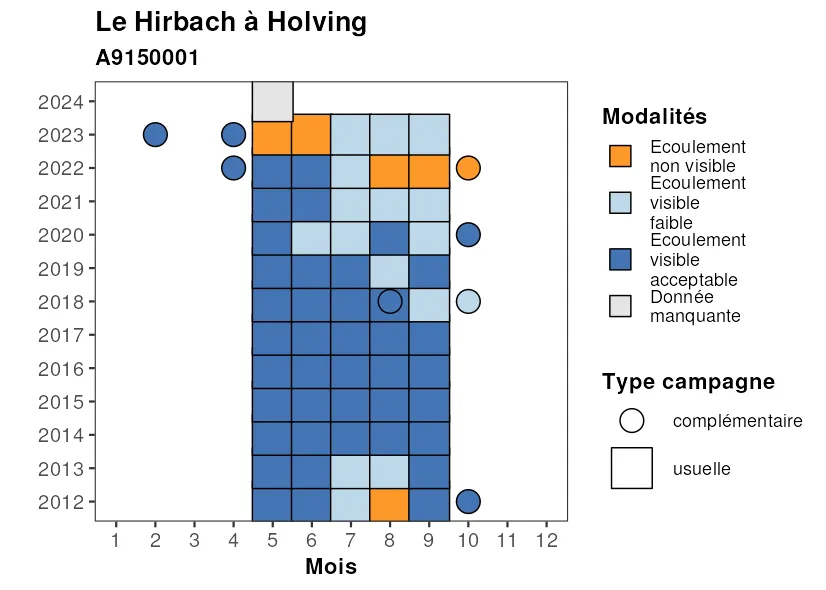 Le Hirbach à Holving
A9150001
2024
2023
2022
2021
2020
2019
2018
2017
2016
2015
2014
2013
2012
1 2 3 4 5 6 7 8 9 10 11 12
Mois
Modalités
Ecoulement
non visible
Ecoulement
visible
faible
Ecoulement
visible
acceptable
Donnée
manquante
Type campagne
complémentaire
usuelle